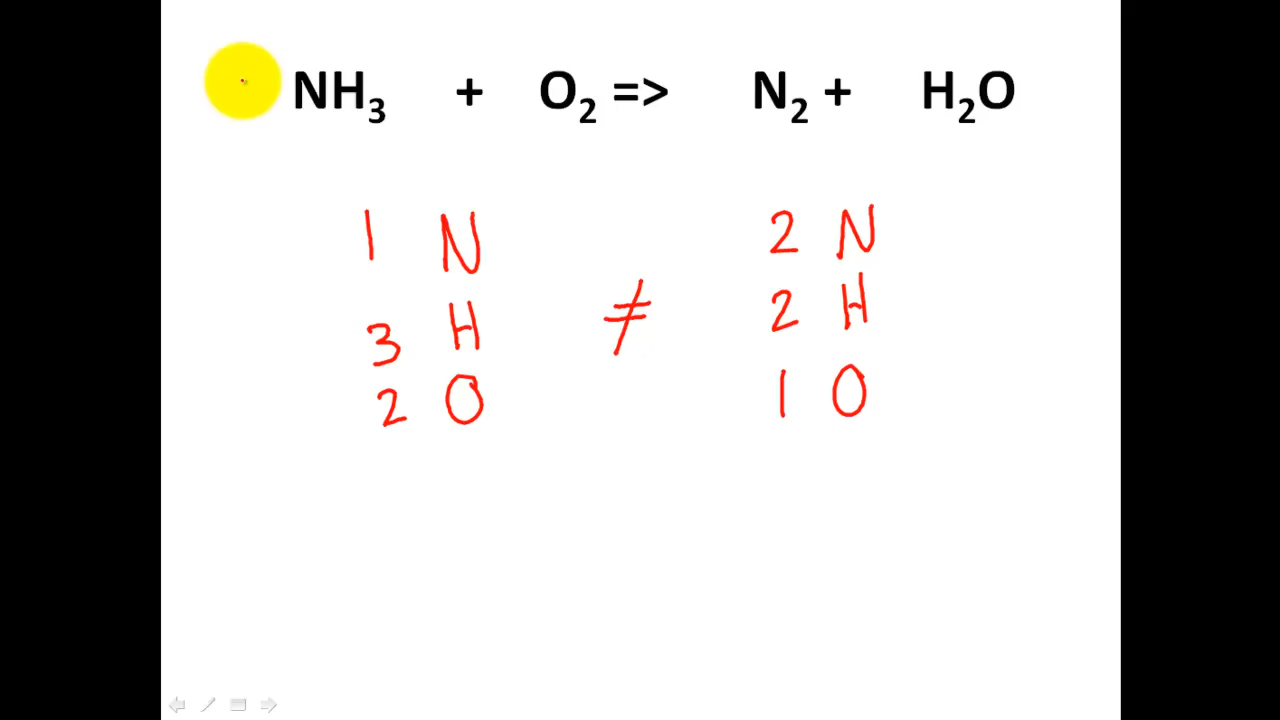 NH₃ + O₂ => N₂ + H₂O
1 N 2 N
3 H ≠ 2 H
2 O 1 O